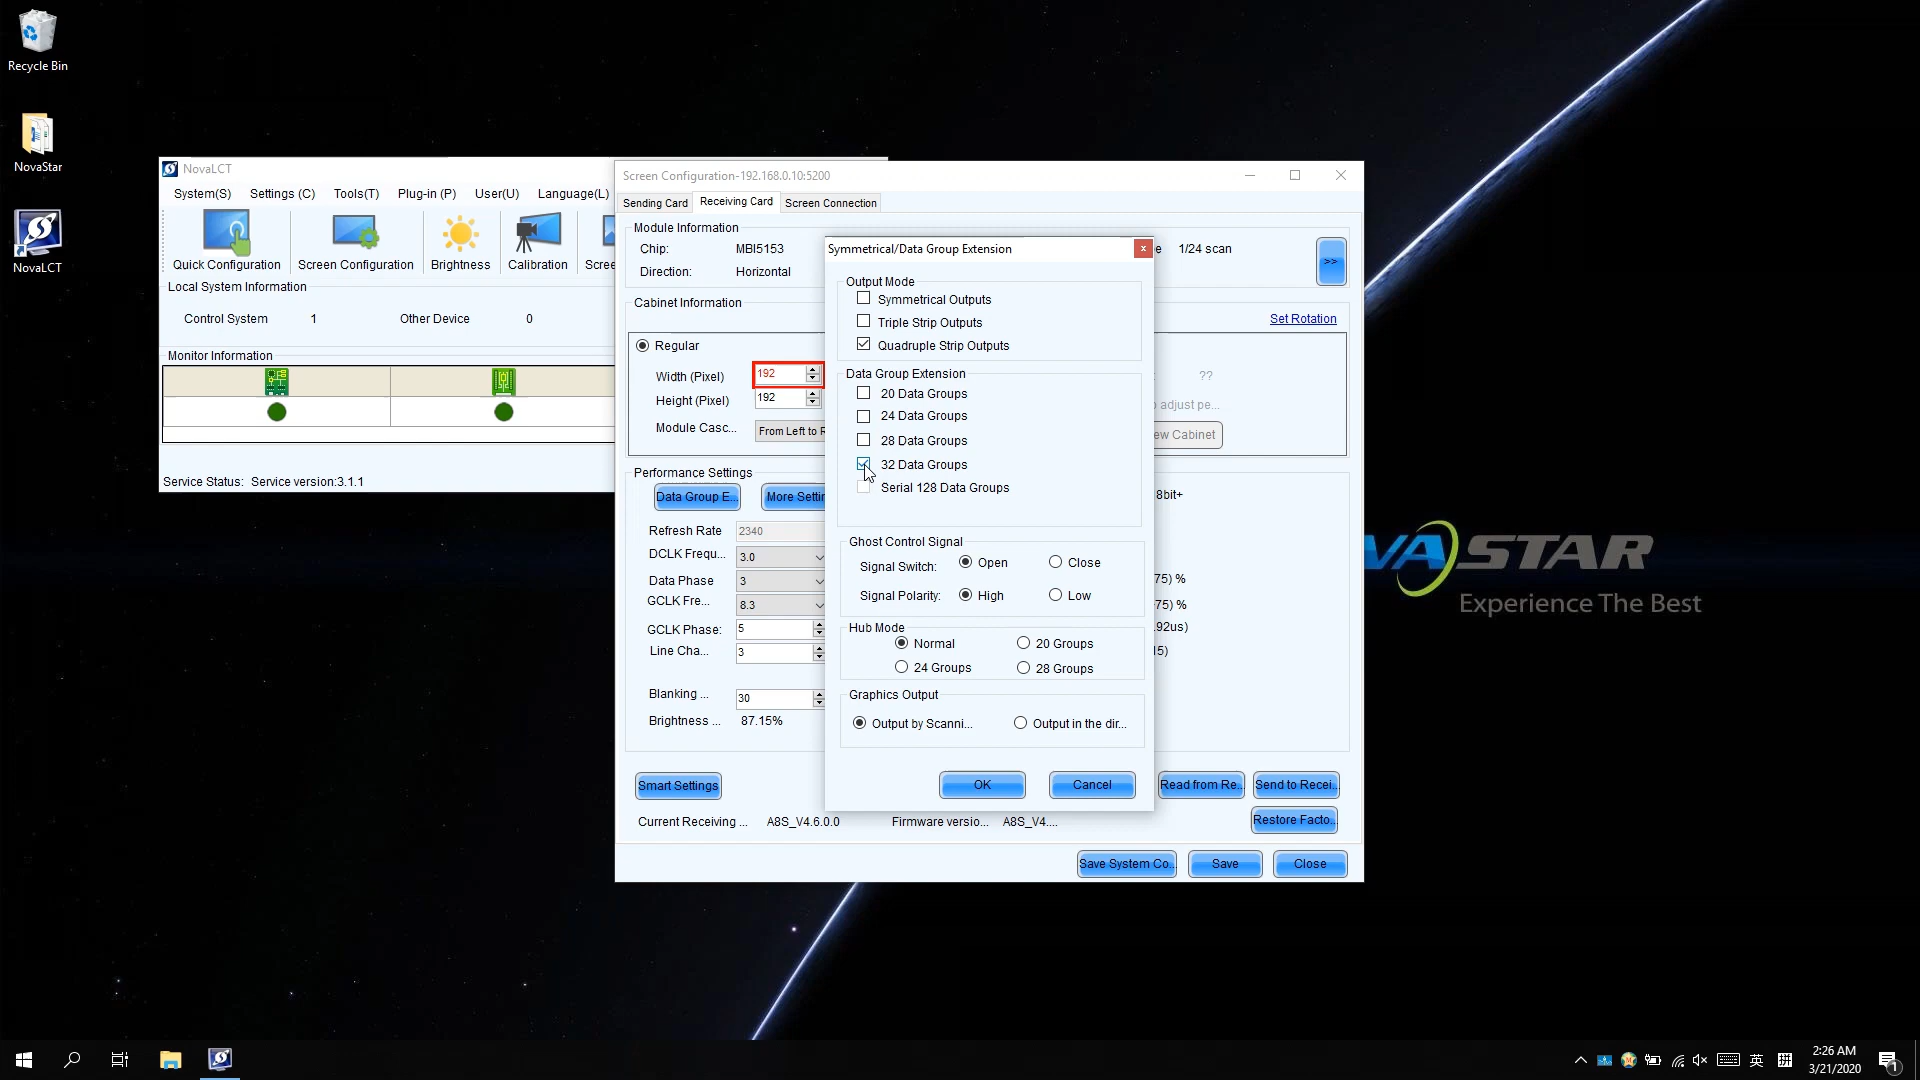 Recycle Bin
NovaStar
NovaLCT
NovaLCT
System(S) Settings (C) Tools(T) Plug-in (P) User(U) Language(L)
Quick Configuration Screen Configuration Brightness Calibration Scree
Local System Information
Control System 1 Other Device 0
Monitor Information
Service Status: Service version:3.1.1
Screen Configuration-192.168.0.10:5200
Sending Card Receiving Card Screen Connection
Module Information
Chip: MBI5153
e 1/24 scan
Direction: Horizontal
>>
Cabinet Information
Set Rotation
Regular
Width (Pixel) 192
Height (Pixel) 192
Module Casc... From Left to R
??
adjust pe...
ew Cabinet
Performance Settings
Data Group E... More Settin
8bit+
Refresh Rate 2340
DCLK Frequ... 3.0
Data Phase 3
75) %
GCLK Fre... 8.3
-75) %
GCLK Phase: 5
92us)
Line Cha... 3
15)
Blanking ... 30
Brightness ... 87.15%
Smart Settings
Read from Re... Send to Recei...
Current Receiving ... A8S_V4.6.0.0 Firmware versio... A8S_V4....
Restore Facto...
Save System Co... Save Close
Symmetrical/Data Group Extension
x
Output Mode
Symmetrical Outputs
Triple Strip Outputs
Quadruple Strip Outputs
Data Group Extension
20 Data Groups
24 Data Groups
28 Data Groups
32 Data Groups
Serial 128 Data Groups
Ghost Control Signal
Signal Switch: Open Close
Signal Polarity: High Low
Hub Mode
Normal 20 Groups
24 Groups 28 Groups
Graphics Output
Output by Scanni... Output in the dir...
OK Cancel
VASTAR
Experience The Best
英 拼
2:26 AM
3/21/2020
1